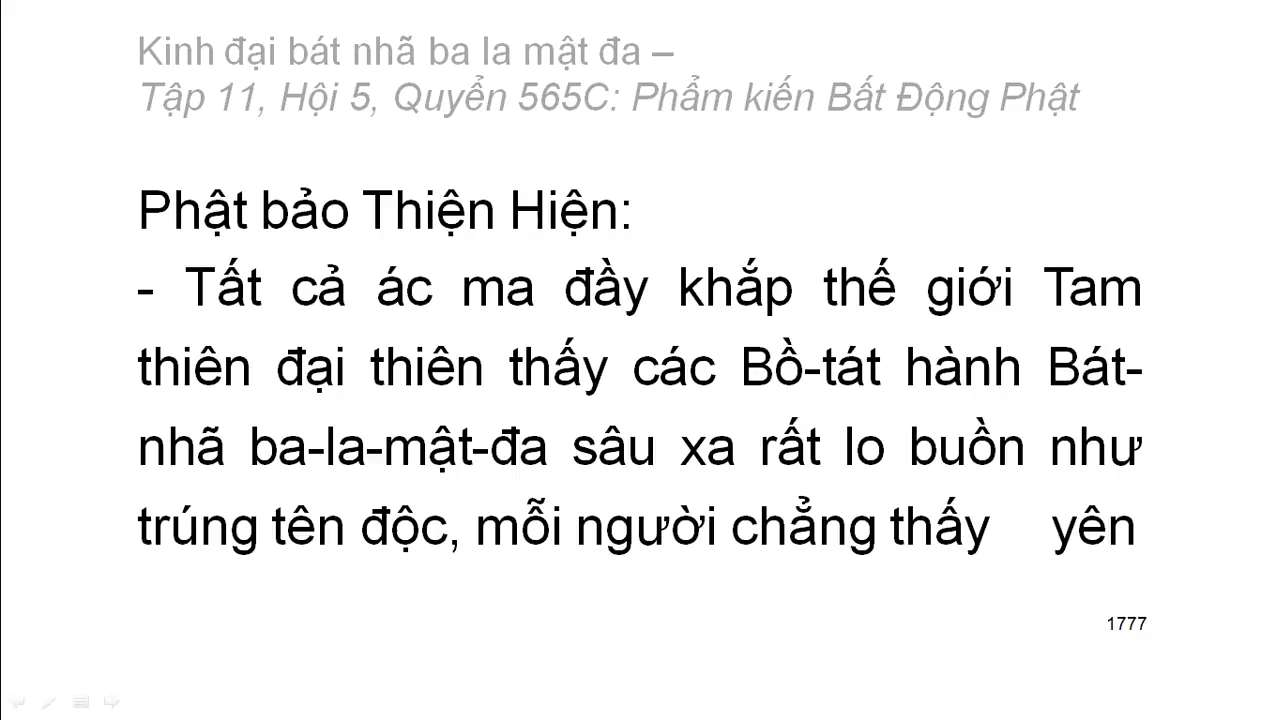 Kinh đại bát nhã ba la mật đa –
Tập 11, Hội 5, Quyển 565C: Phẩm kiến Bất Động Phật
Phật bảo Thiện Hiện:
- Tất cả ác ma đầy khắp thế giới Tam
thiên đại thiên thấy các Bồ-tát hành Bát-
nhã ba-la-mật-đa sâu xa rất lo buồn như
trúng tên độc, mỗi người chẳng thấy yên
1777